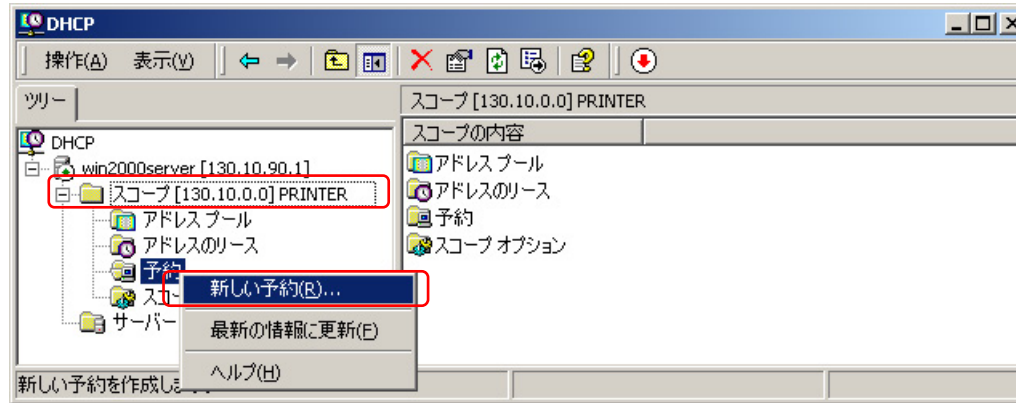 DHCP
操作(A) 表示(V)
ツリー
スコープ [130.10.0.0] PRINTER
DHCP
win2000server [130.10.90.1]
スコープ [130.10.0.0] PRINTER
アドレス プール
アドレスのリース
予約
スコ
サーバー
スコープの内容
アドレス プール
アドレスのリース
予約
スコープ オプション
新しい予約(R)...
最新の情報に更新(F)
ヘルプ(H)
新しい予約を作成し